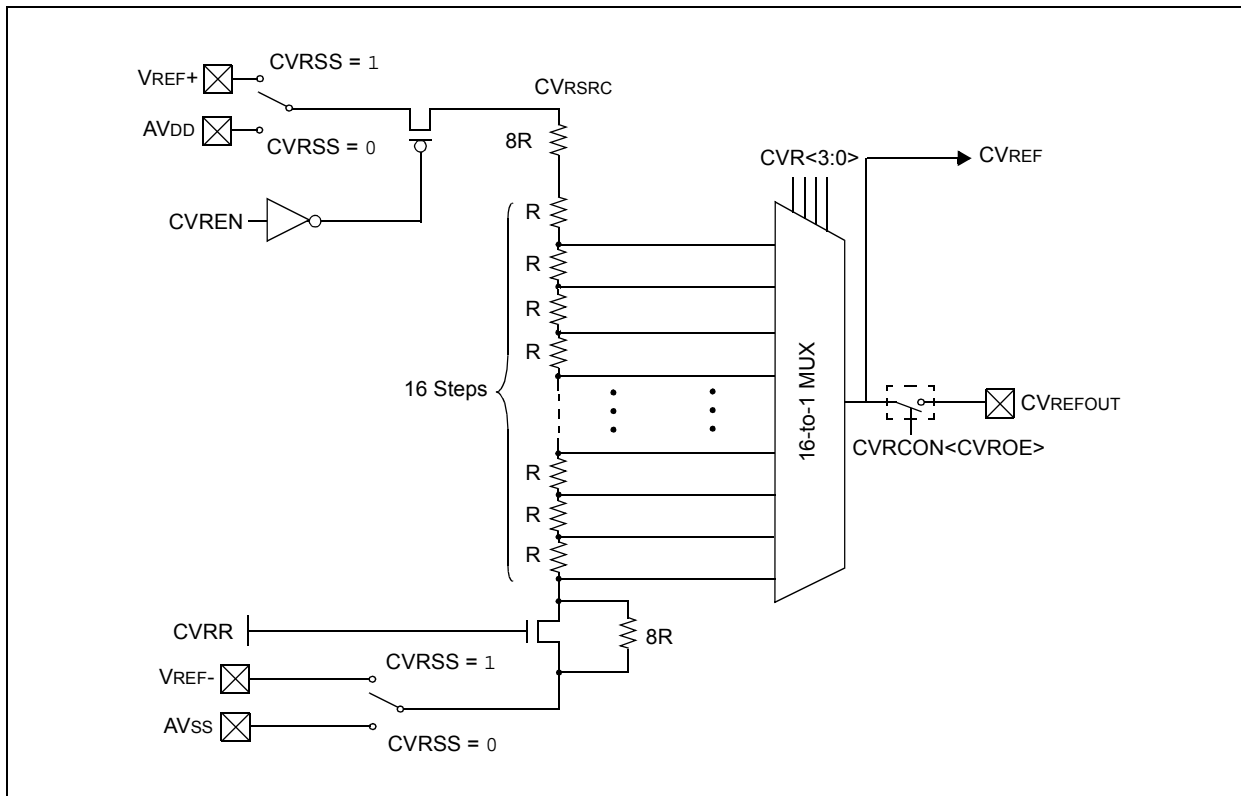 CVRSS = 1
VREF+
CVRSRC
AVDD
8R
CVRSS = 0
CVR<3:0>
CVREF
CVREN
R
R
R
R
16 Steps
16-to-1 MUX
CVREFOUT
CVRCON<CVROE>
R
R
R
CVRR
8R
CVRSS = 1
VREF-
AVSS
CVRSS = 0